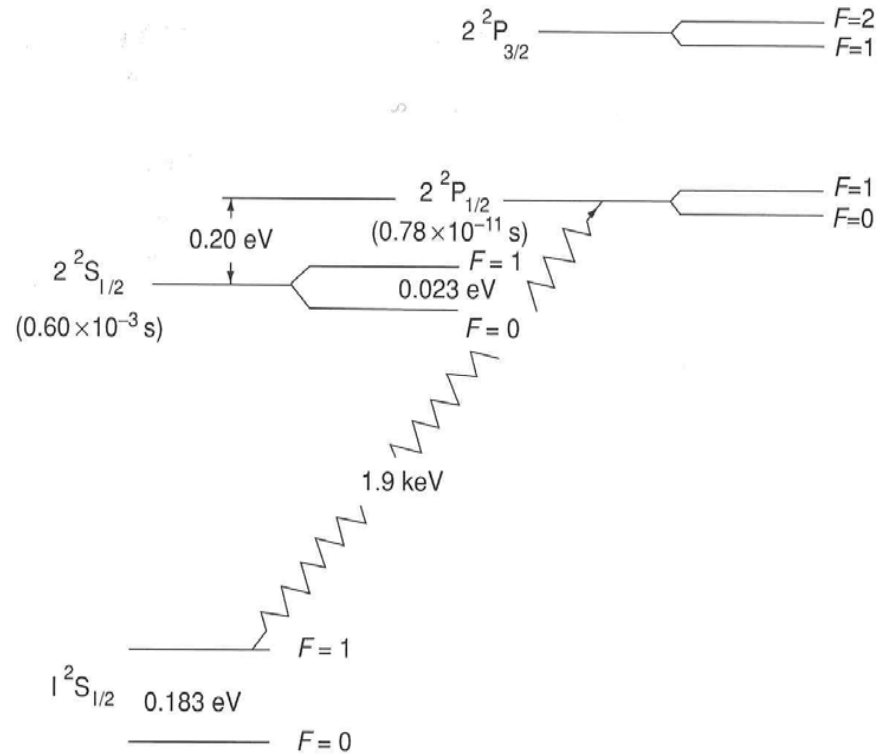 2 ²P₃/₂
F=2
F=1
2 ²P₁/₂
(0.78 ×10⁻¹¹ s)
F=1
F=0
0.20 eV
2 ²S₁/₂
(0.60 ×10⁻³ s)
F = 1
0.023 eV
F = 0
1.9 keV
1 ²S₁/₂
F = 1
0.183 eV
F = 0